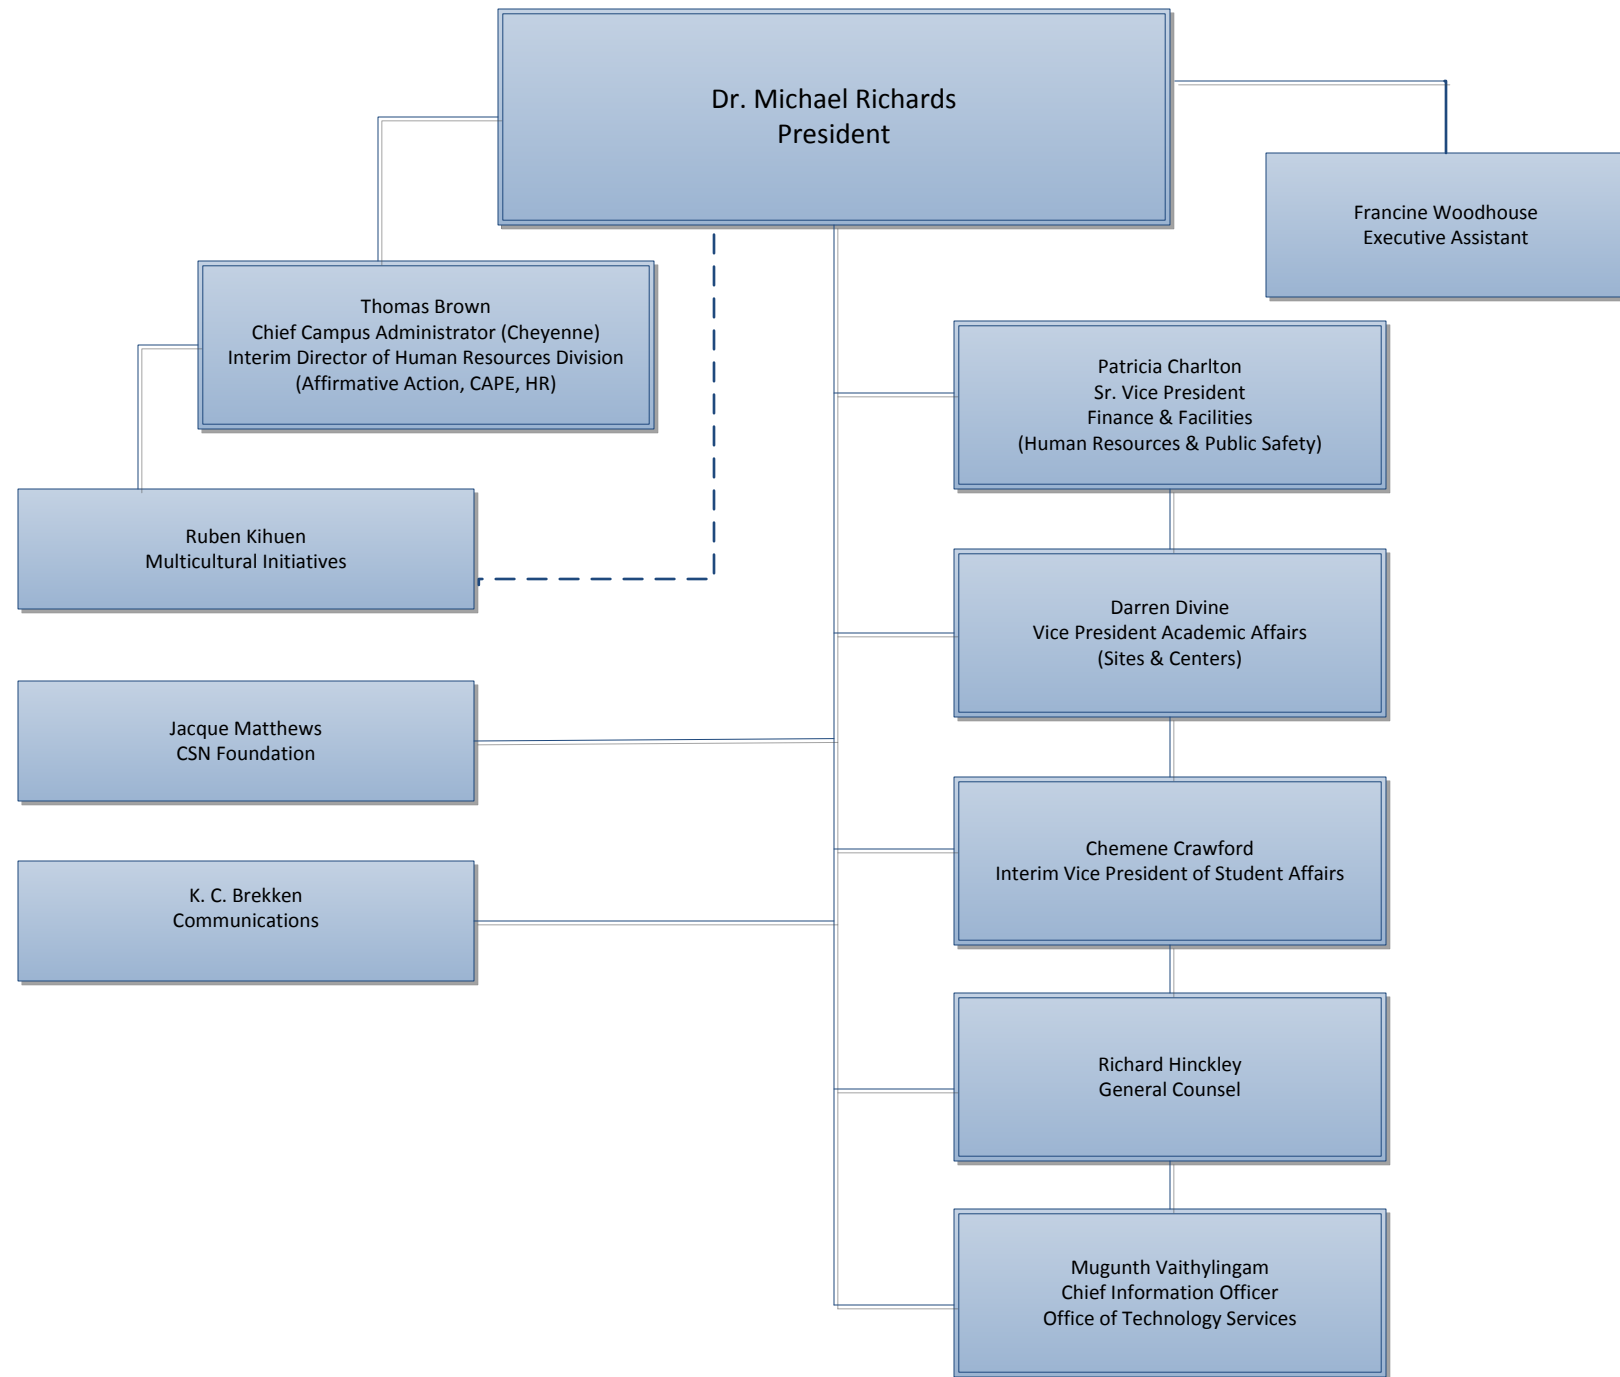 Dr. Michael Richards
President
Francine Woodhouse
Executive Assistant
Thomas Brown
Chief Campus Administrator (Cheyenne)
Interim Director of Human Resources Division
(Affirmative Action, CAPE, HR)
Patricia Charlton
Sr. Vice President
Finance & Facilities
(Human Resources & Public Safety)
Ruben Kihuen
Multicultural Initiatives
Darren Divine
Vice President Academic Affairs
(Sites & Centers)
Jacque Matthews
CSN Foundation
Chemene Crawford
Interim Vice President of Student Affairs
K. C. Brekken
Communications
Richard Hinckley
General Counsel
Mugunth Vaithylingam
Chief Information Officer
Office of Technology Services